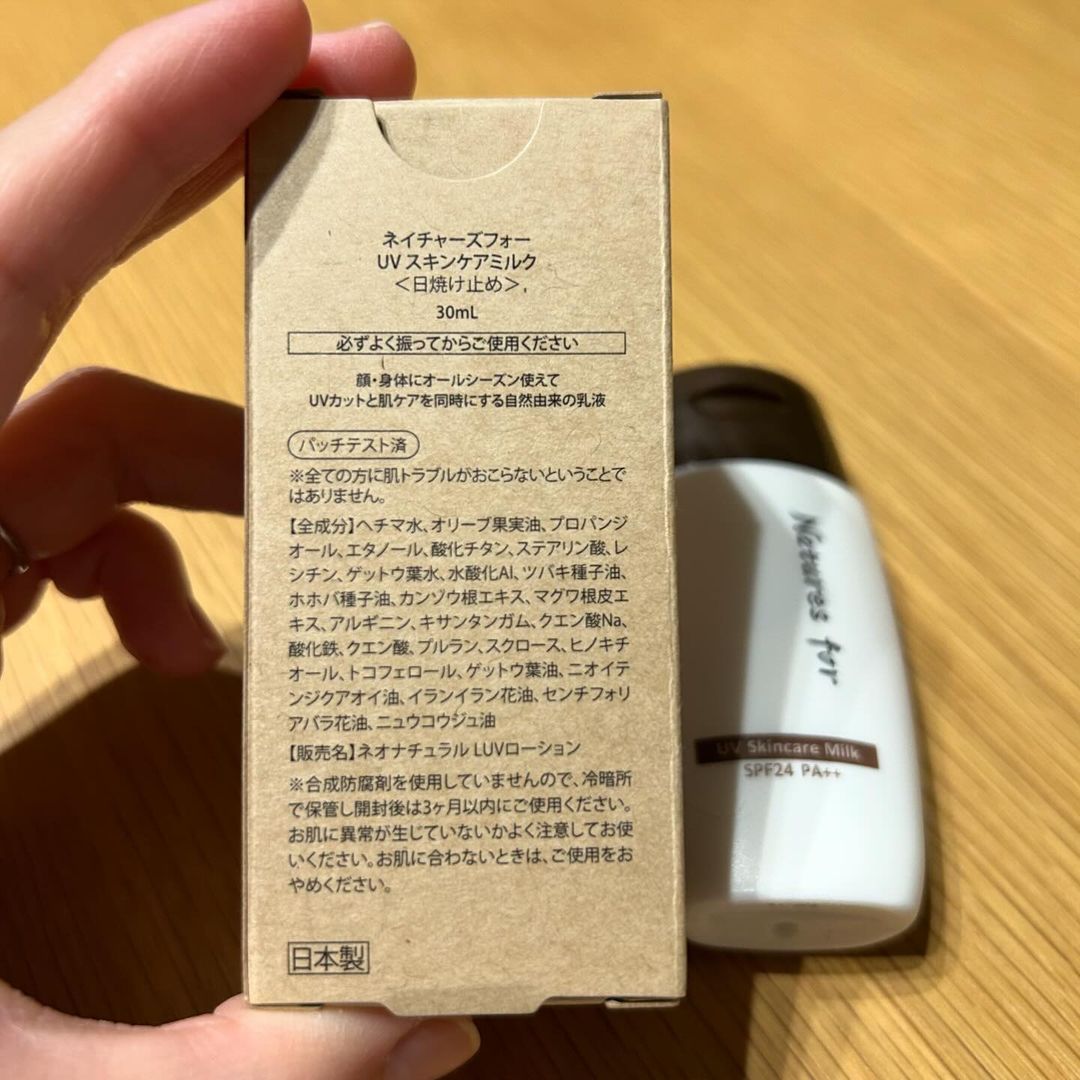 ネイチャーズフォー
UV スキンケアミルク
＜日焼け止め＞
30mL
必ずよく振ってからご使用ください
顔・身体にオールシーズン使えて
UVカットと肌ケアを同時にする自然由来の乳液
パッチテスト済
※全ての方に肌トラブルがおこらないということで
はありません。
【全成分】ヘチマ水、オリーブ果実油、プロパンジ
オール、エタノール、酸化チタン、ステアリン酸、レ
シチン、ゲットウ葉水、水酸化Al、ツバキ種子油、
ホホバ種子油、カンゾウ根エキス、マグワ根皮エ
キス、アルギニン、キサンタンガム、クエン酸Na、
酸化鉄、クエン酸、プルラン、スクロース、ヒノキチ
オール、トコフェロール、ゲットウ葉油、ニオイテ
ンジクアオイ油、イランイラン花油、センチフォリ
アバラ花油、ニュウコウジュ油
【販売名】ネオナチュラル LUVローション
※合成防腐剤を使用していませんので、冷暗所
で保管し開封後は3ヶ月以内にご使用ください。
お肌に異常が生じていないかよく注意してお使
いください。お肌に合わないときは、ご使用をお
やめください。
日本製
Natures for
UV Skincare Milk
SPF24 PA++